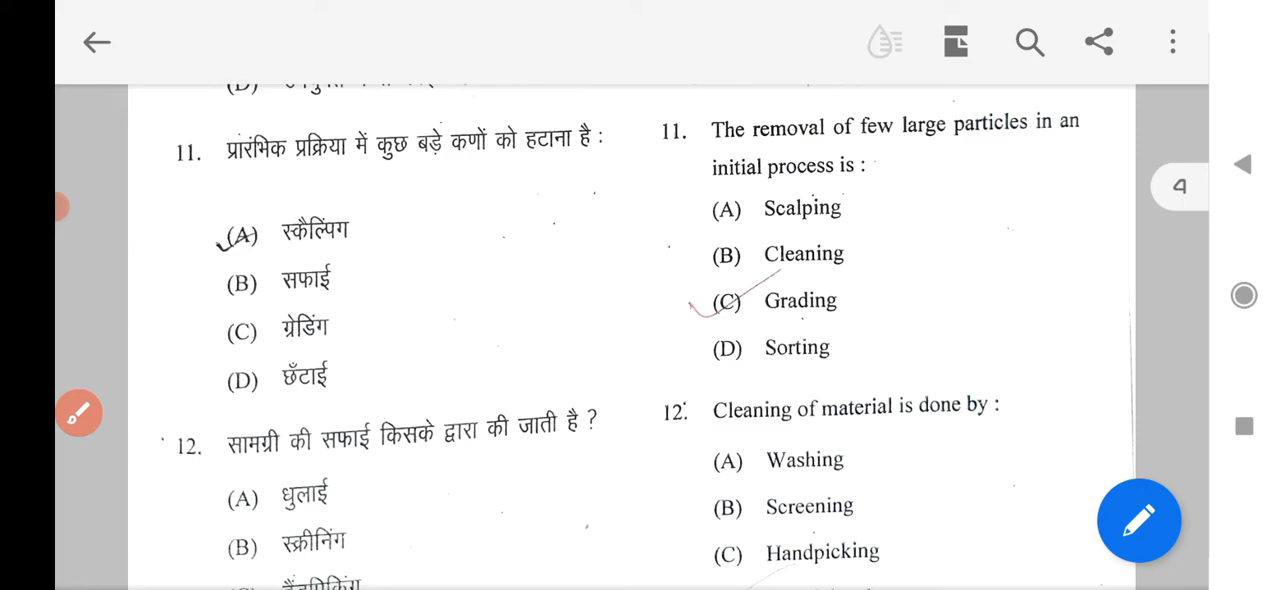 4
11. प्रारंभिक प्रक्रिया में कुछ बड़े कणों को हटाना है :
(A) स्कैल्पिंग
(B) सफाई
(C) ग्रेडिंग
(D) छँटाई
12. सामग्री की सफाई किसके द्वारा की जाती है ?
(A) धुलाई
(B) स्क्रीनिंग
11. The removal of few large particles in an
initial process is :
(A) Scalping
(B) Cleaning
(C) Grading
(D) Sorting
12. Cleaning of material is done by :
(A) Washing
(B) Screening
(C) Handpicking